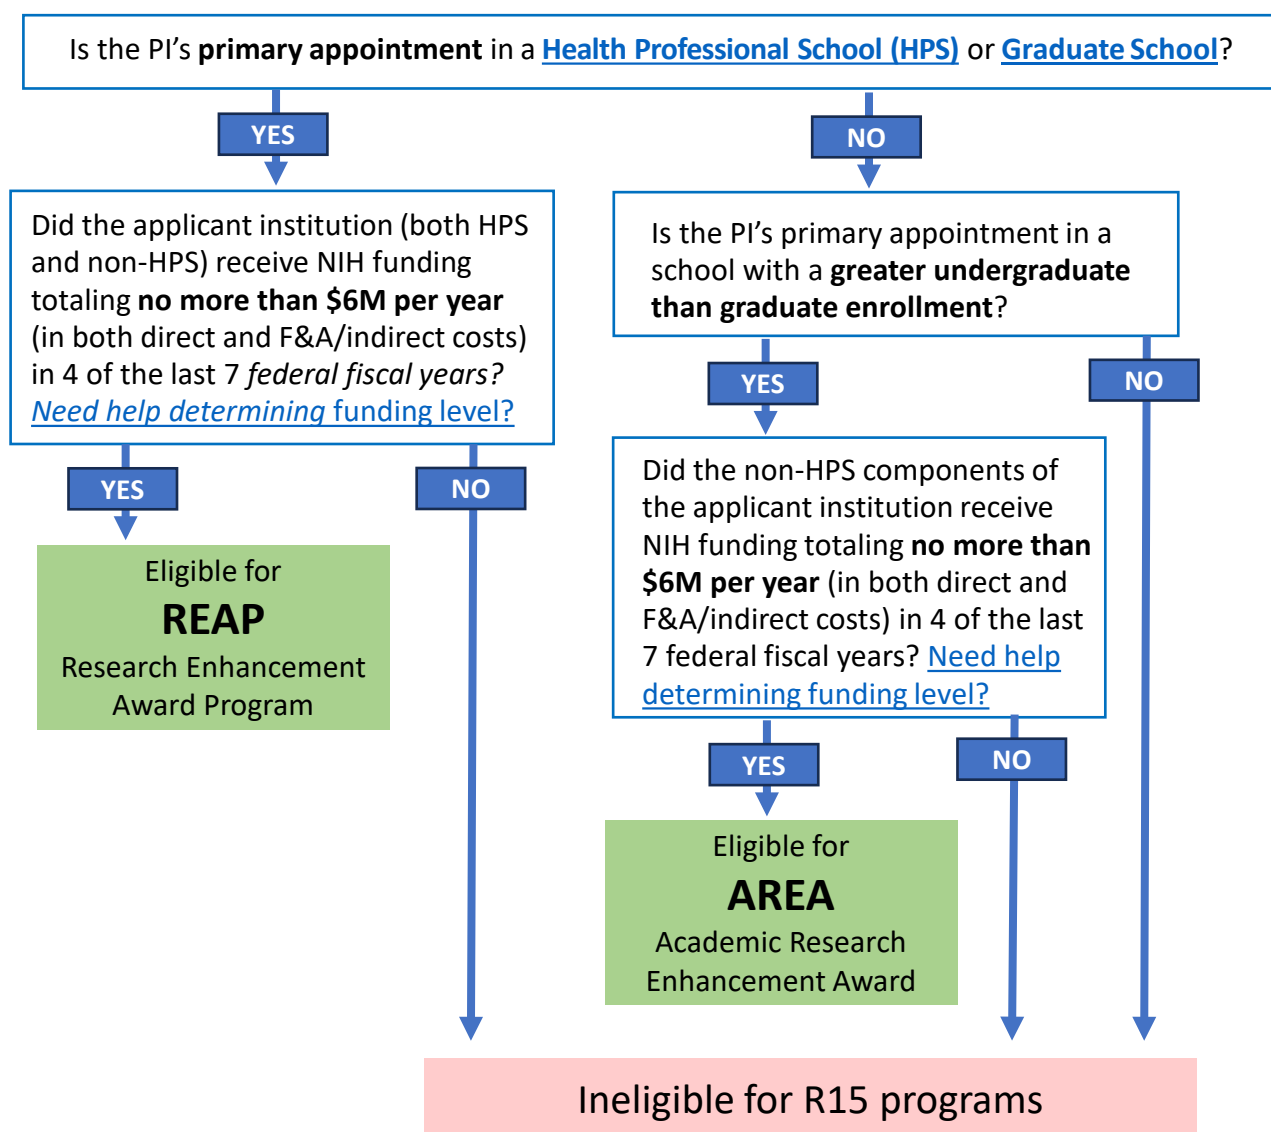 Is the PI's primary appointment in a Health Professional School (HPS) or Graduate School?
YES
Did the applicant institution (both HPS
and non-HPS) receive NIH funding
totaling no more than $6M per year
(in both direct and F&A/indirect costs)
in 4 of the last 7 federal fiscal years?
Need help determining funding level?
YES
Eligible for
REAP
Research Enhancement
Award Program
NO
NO
Is the PI's primary appointment in a
school with a greater undergraduate
than graduate enrollment?
YES
Did the non-HPS components of
the applicant institution receive
NIH funding totaling no more than
$6M per year (in both direct and
F&A/indirect costs) in 4 of the last
7 federal fiscal years? Need help
determining funding level?
YES
Eligible for
AREA
Academic Research
Enhancement Award
NO
NO
Ineligible for R15 programs